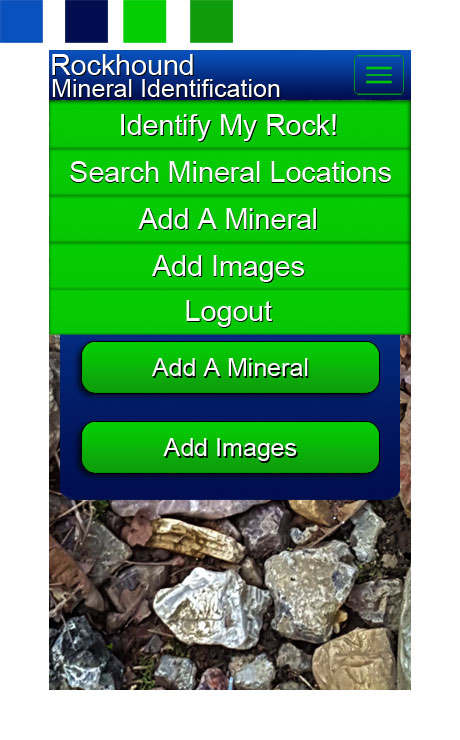 Rockhound
Mineral Identification
Identify My Rock!
Search Mineral Locations
Add A Mineral
Add Images
Logout
Add A Mineral
Add Images